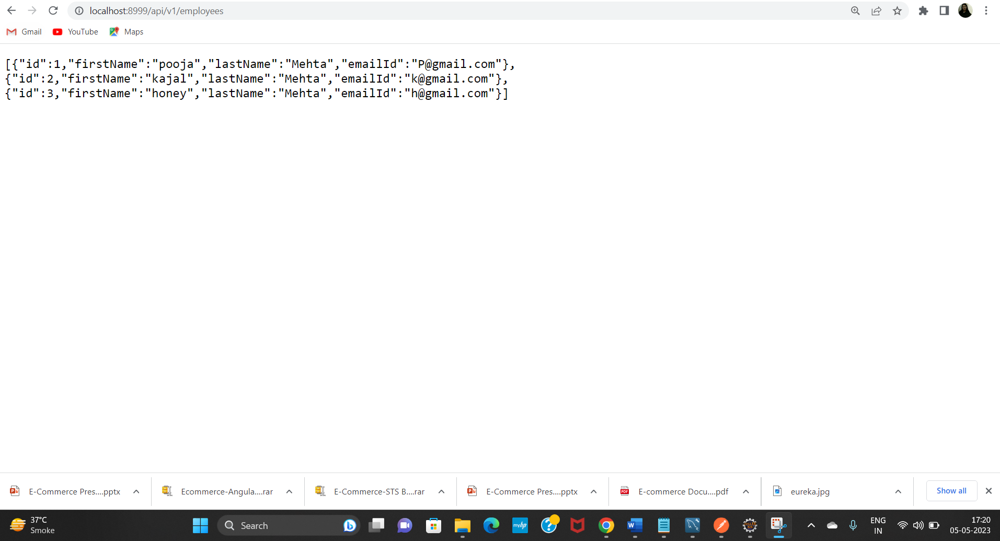 localhost:8999/api/v1/employees
Gmail YouTube Maps
[{"id":1,"firstName":"pooja","lastName":"Mehta","emailId":"P@gmail.com"},
{"id":2,"firstName":"kajal","lastName":"Mehta","emailId":"k@gmail.com"},
{"id":3,"firstName":"honey","lastName":"Mehta","emailId":"h@gmail.com"}]
E-Commerce Pres....pptx Ecommerce-Angula....rar E-Commerce-STS B....rar E-Commerce Pres....pptx PDF E-commerce Docu....pdf eureka.jpg Show all
37°C
Smoke
Search
myhp
ENG
IN
17:20
05-05-2023